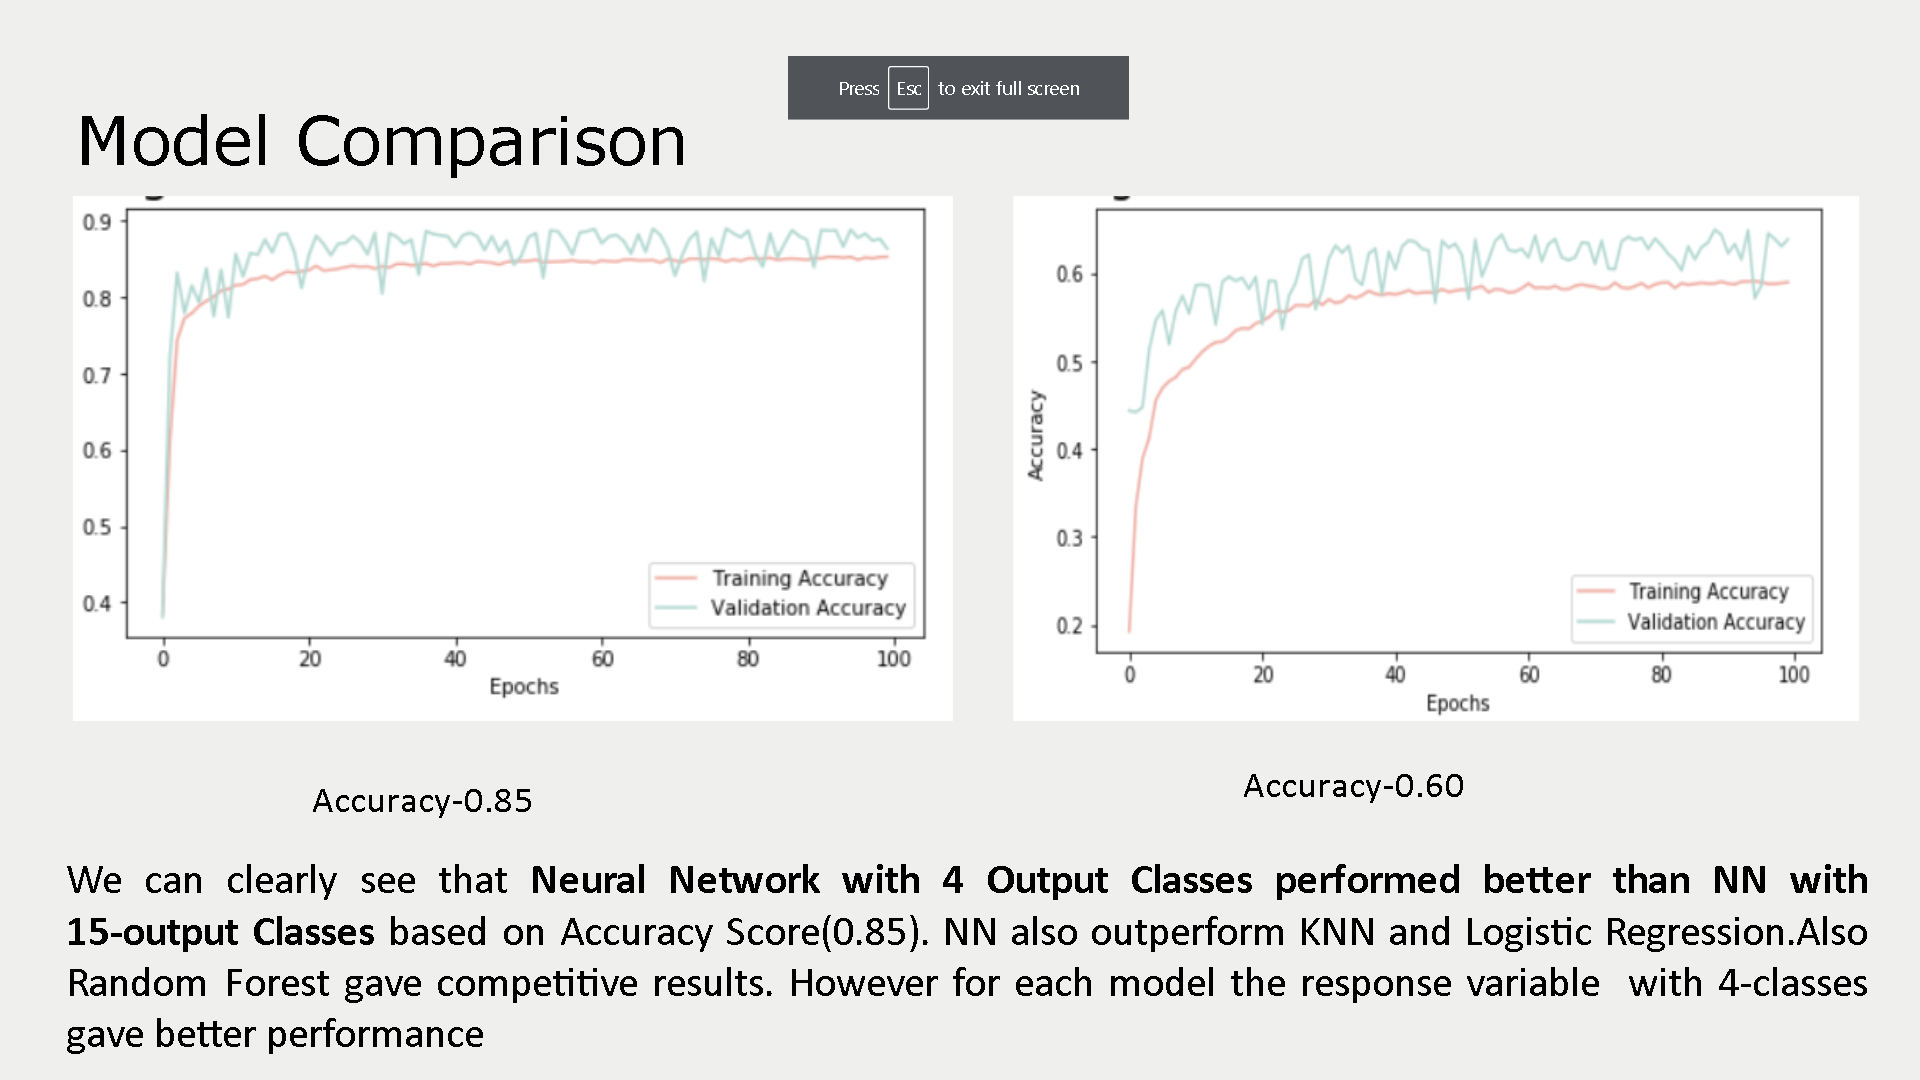 Press Esc to exit full screen
Model Comparison
0.9
0.8
0.7
0.6
0.5
0.4
0
20
40
60
80
100
Epochs
Training Accuracy
Validation Accuracy
Accuracy
0.6
0.5
0.4
0.3
0.2
0
20
40
60
80
100
Epochs
Training Accuracy
Validation Accuracy
Accuracy-0.85
Accuracy-0.60
We can clearly see that Neural Network with 4 Output Classes performed better than NN with
15-output Classes based on Accuracy Score(0.85). NN also outperform KNN and Logistic Regression.Also
Random Forest gave competitive results. However for each model the response variable with 4-classes
gave better performance